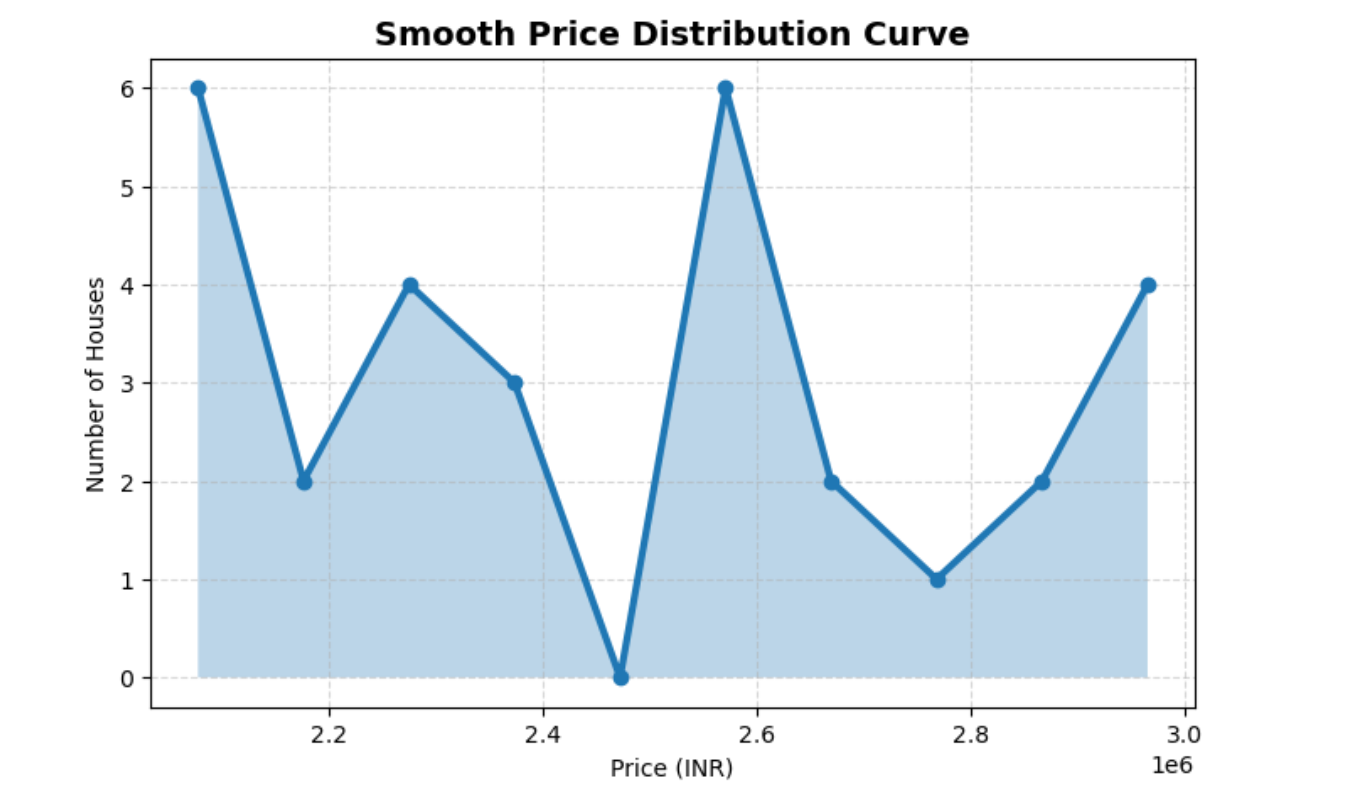 Smooth Price Distribution Curve
Number of Houses
6
5
4
3
2
1
0
2.2 2.4 2.6 2.8 3.0
1e6
Price (INR)